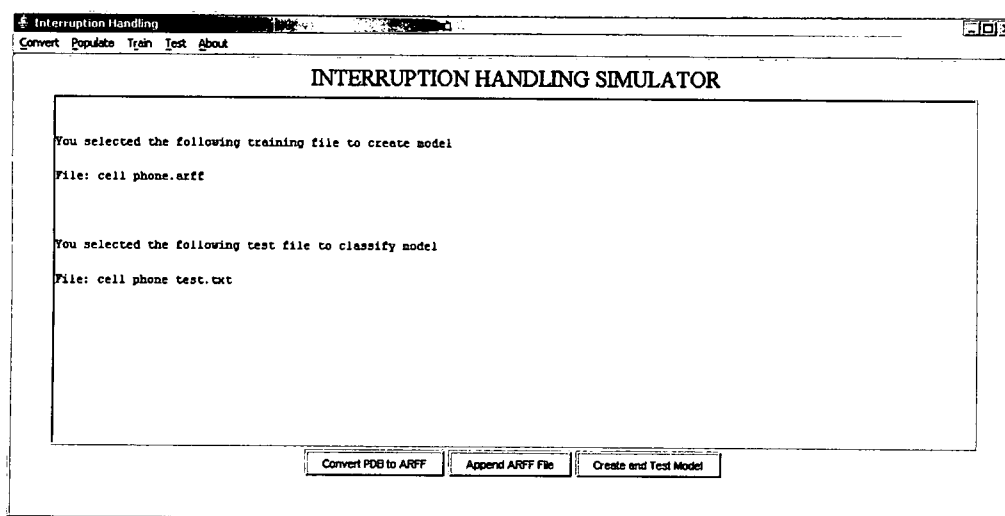 Interruption Handling
Convert Populate Train Test About
INTERRUPTION HANDLING SIMULATOR
You selected the following training file to create model
File: cell phone.arff
You selected the following test file to classify model
File: cell phone test.txt
Convert PDB to ARFF Append ARFF File Create and Test Model